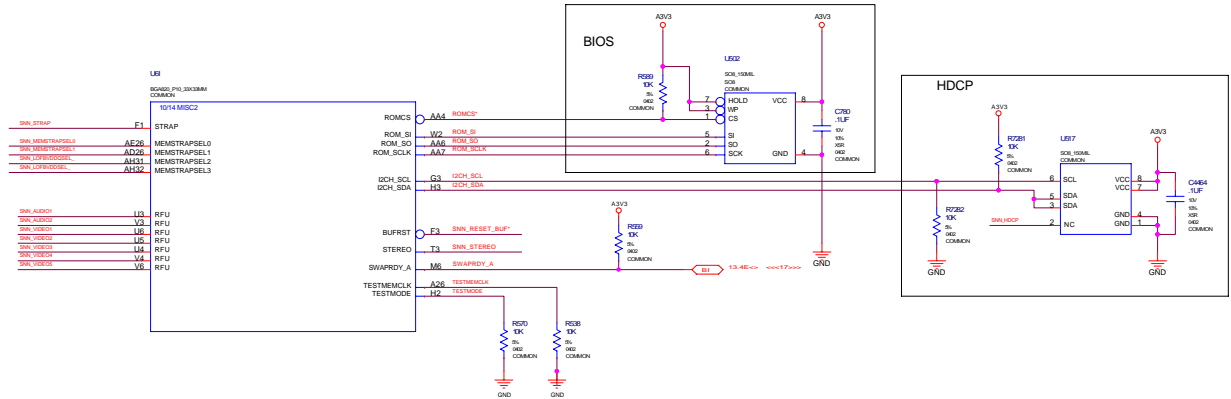 BIOS
A3V3
A3V3
R589
10K
5%
0402
COMMON
U502
SO8_150MIL
SO8
COMMON
7 HOLD
3 WP
1 CS
VCC 8
5 SI
2 SO
6 SCK
GND 4
C780
.1UF
10V
10%
X5R
0402
COMMON
GND
U6I
BGA820_P10_33X33MM
COMMON
10/14 MISC2
SNN_STRAP F1 STRAP
SNN_MEMSTRAPSEL0 AE26 MEMSTRAPSEL0
SNN_MEMSTRAPSEL1 AD26 MEMSTRAPSEL1
SNN_LOFBVDDQSEL_ AH31 MEMSTRAPSEL2
SNN_LOFBVDDSEL_ AH32 MEMSTRAPSEL3
SNN_AUDIO1 U3 RFU
SNN_AUDIO2 V3 RFU
SNN_VIDEO1 U6 RFU
SNN_VIDEO2 U5 RFU
SNN_VIDEO3 U4 RFU
SNN_VIDEO4 V4 RFU
SNN_VIDEO5 V6 RFU
ROMCS AA4 ROMCS*
ROM_SI W2 ROM_SI
ROM_SO AA6 ROM_SO
ROM_SCLK AA7 ROM_SCLK
I2CH_SCL G3 I2CH_SCL
I2CH_SDA H3 I2CH_SDA
BUFRST F3 SNN_RESET_BUF*
STEREO T3 SNN_STEREO
SWAPRDY_A M6 SWAPRDY_A
TESTMEMCLK A26 TESTMEMCLK
TESTMODE H2 TESTMODE
A3V3
R559
10K
5%
0402
COMMON
BI 13.4E<> <<<17>>>
R570
10K
5%
0402
COMMON
GND
R538
10K
5%
0402
COMMON
GND
HDCP
A3V3
R7281
10K
5%
0402
COMMON
R7282
10K
5%
0402
COMMON
GND
U517
SO8_150MIL
COMMON
6 SCL
5 SDA
3 SDA
SNN_HDCP 2 NC
VCC 8
VCC 7
GND 4
GND 1
A3V3
C4464
.1UF
10V
10%
X5R
0402
COMMON
GND